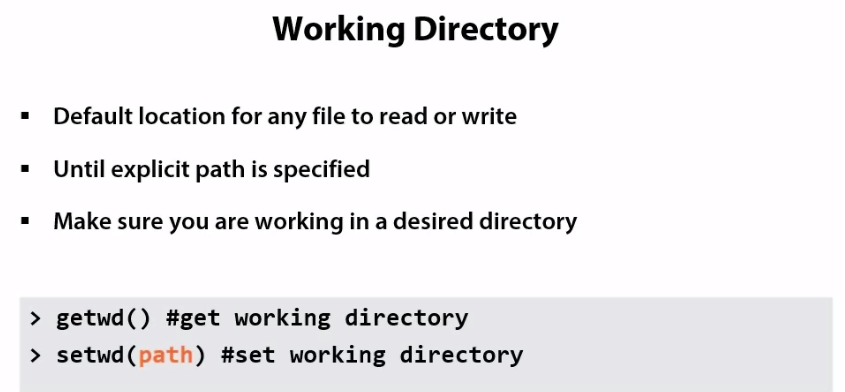 Working Directory
▪ Default location for any file to read or write
▪ Until explicit path is specified
▪ Make sure you are working in a desired directory
> getwd() #get working directory
> setwd(path) #set working directory